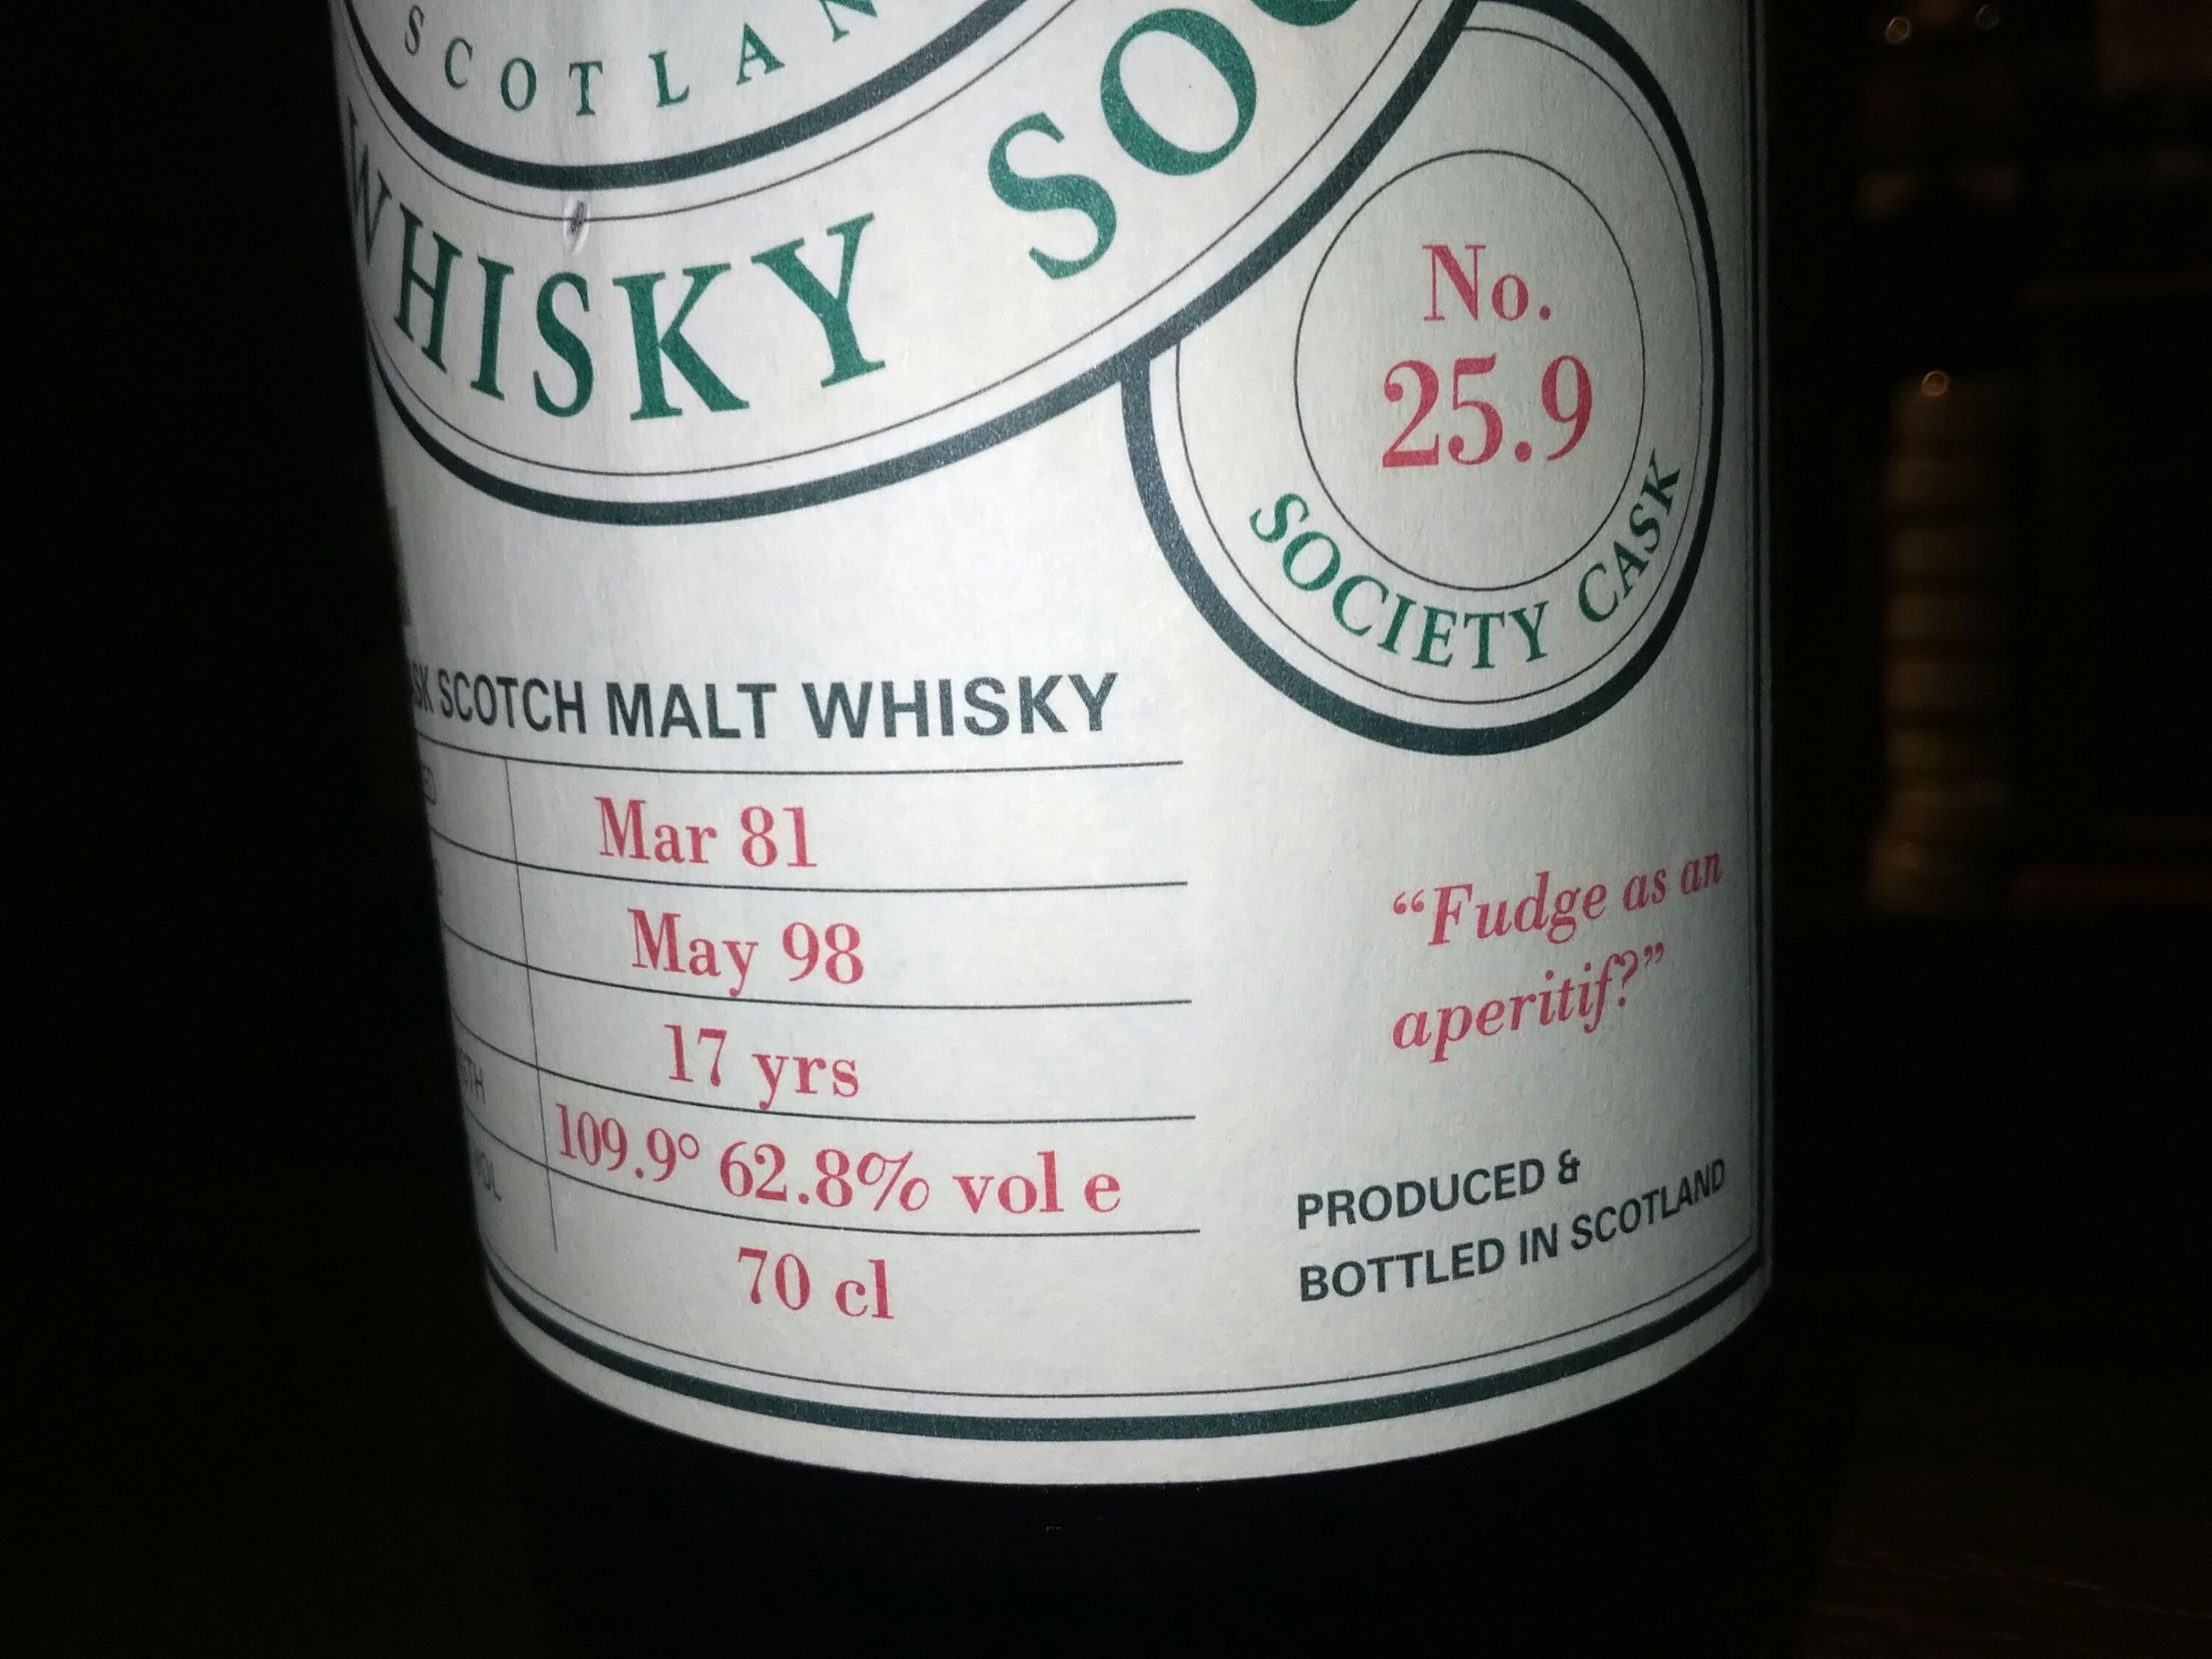 SCOTLAN
WHISKY SOC
No.
25.9
SOCIETY CASK
SCOTCH MALT WHISKY
Mar 81
May 98
17 yrs
109.9° 62.8% vol e
70 cl
“Fudge as an
aperitif?”
PRODUCED &
BOTTLED IN SCOTLAND